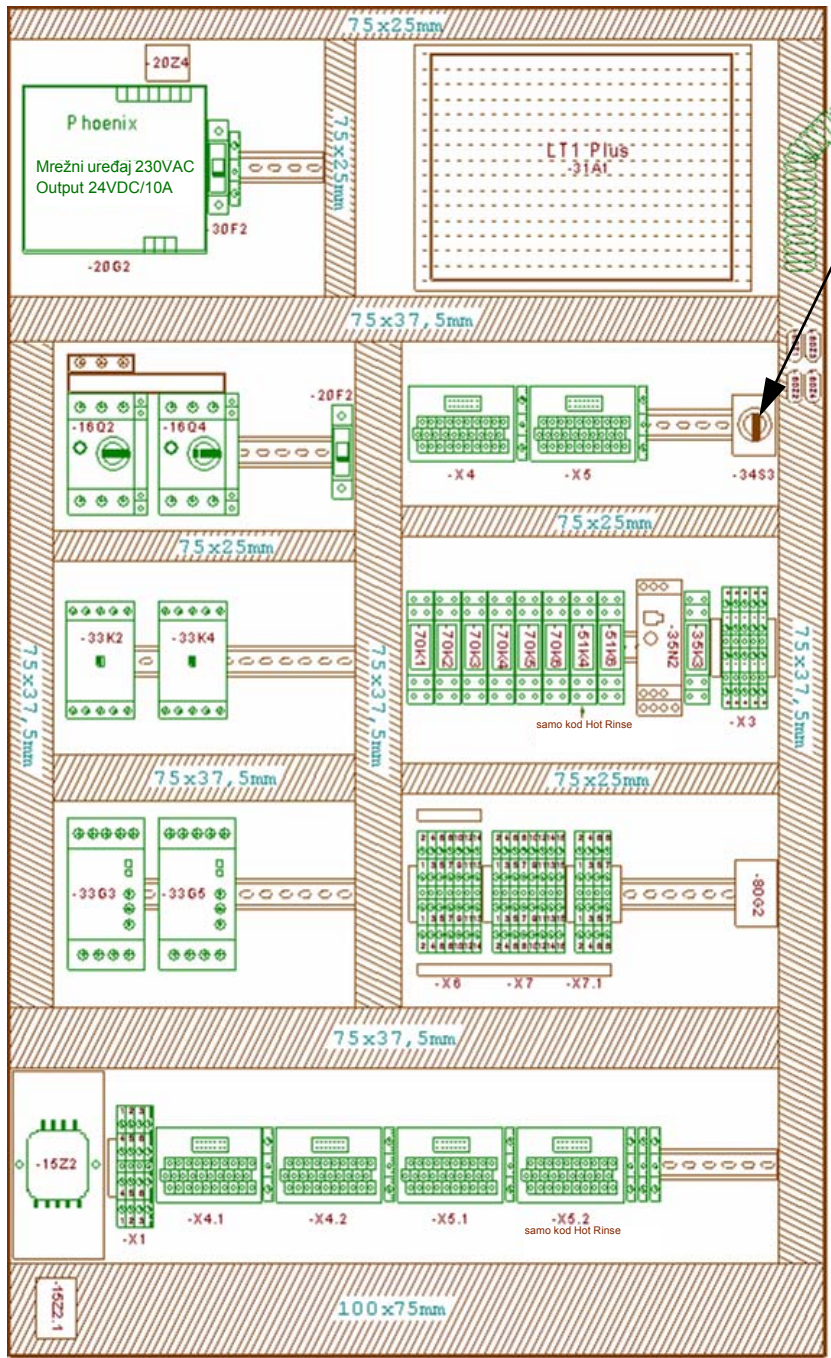 75x25mm
-20Z4
Phoenix
Mrežni uređaj 230VAC
Output 24VDC/10A
-30F2
-20G2
75x25mm
LT1 Plus
-31A1
75x37,5mm
-16Q2
-16Q4
-20F2
-X4
-X5
-34S3
60Z3
60Z2
60Z4
75x25mm
75x25mm
-33K2
-33K4
-70K1
-70K2
-70K3
-70K4
-70K5
-70K6
-51K4
-51K6
-35N2
-35K3
-X3
samo kod Hot Rinse
75x37,5mm
75x37,5mm
75x37,5mm
75x37,5mm
75x25mm
-33G3
-33G5
-X6
-X7
-X7.1
-80G2
75x37,5mm
-15Z2
-X1
-X4.1
-X4.2
-X5.1
-X5.2
samo kod Hot Rinse
-15Z2.1
100x75mm